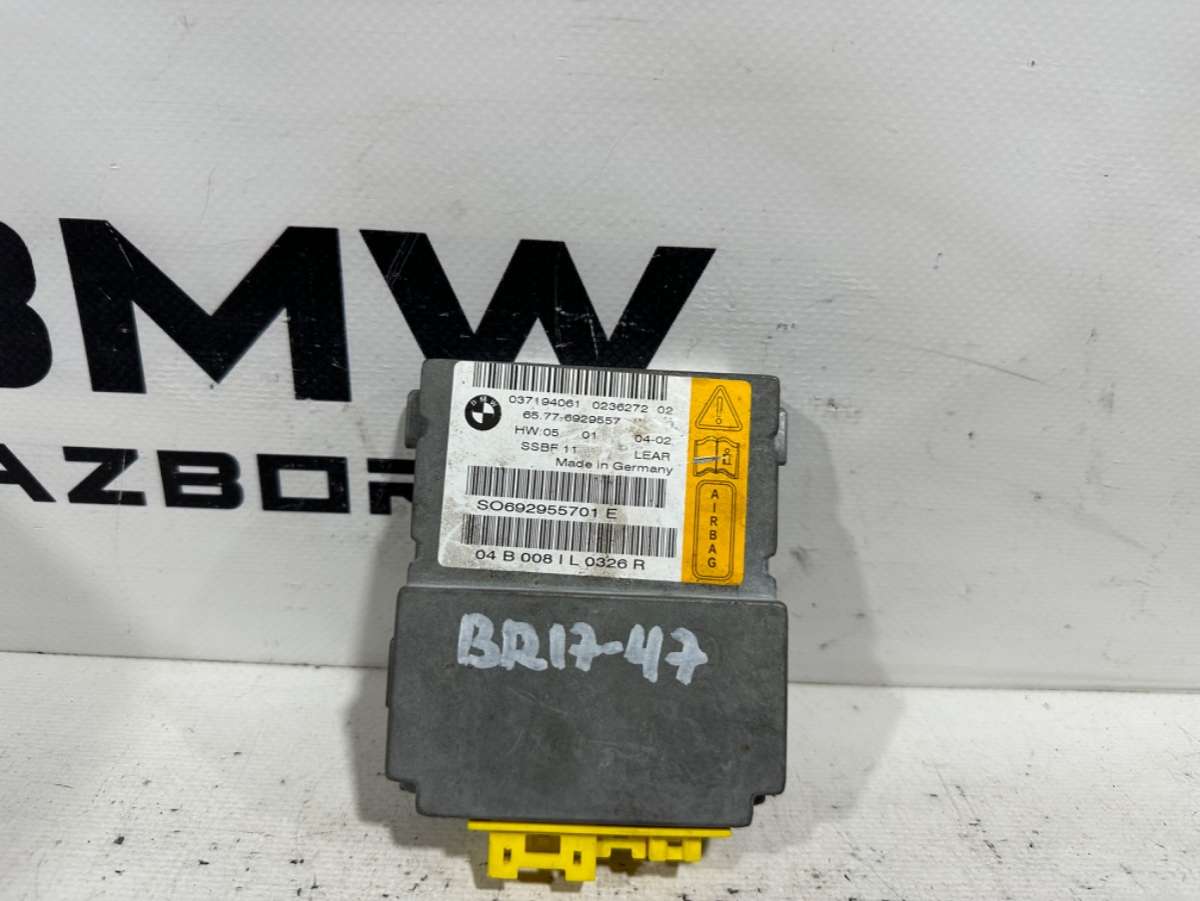 BMW
AZBOR
BMW
037194061 0236272 02
65.77-6929557
HW:05 01 04-02
SSBF 11 LEAR
Made in Germany
SO692955701 E
04 B 008 I L 0326 R
AIRBAG
BR17-47